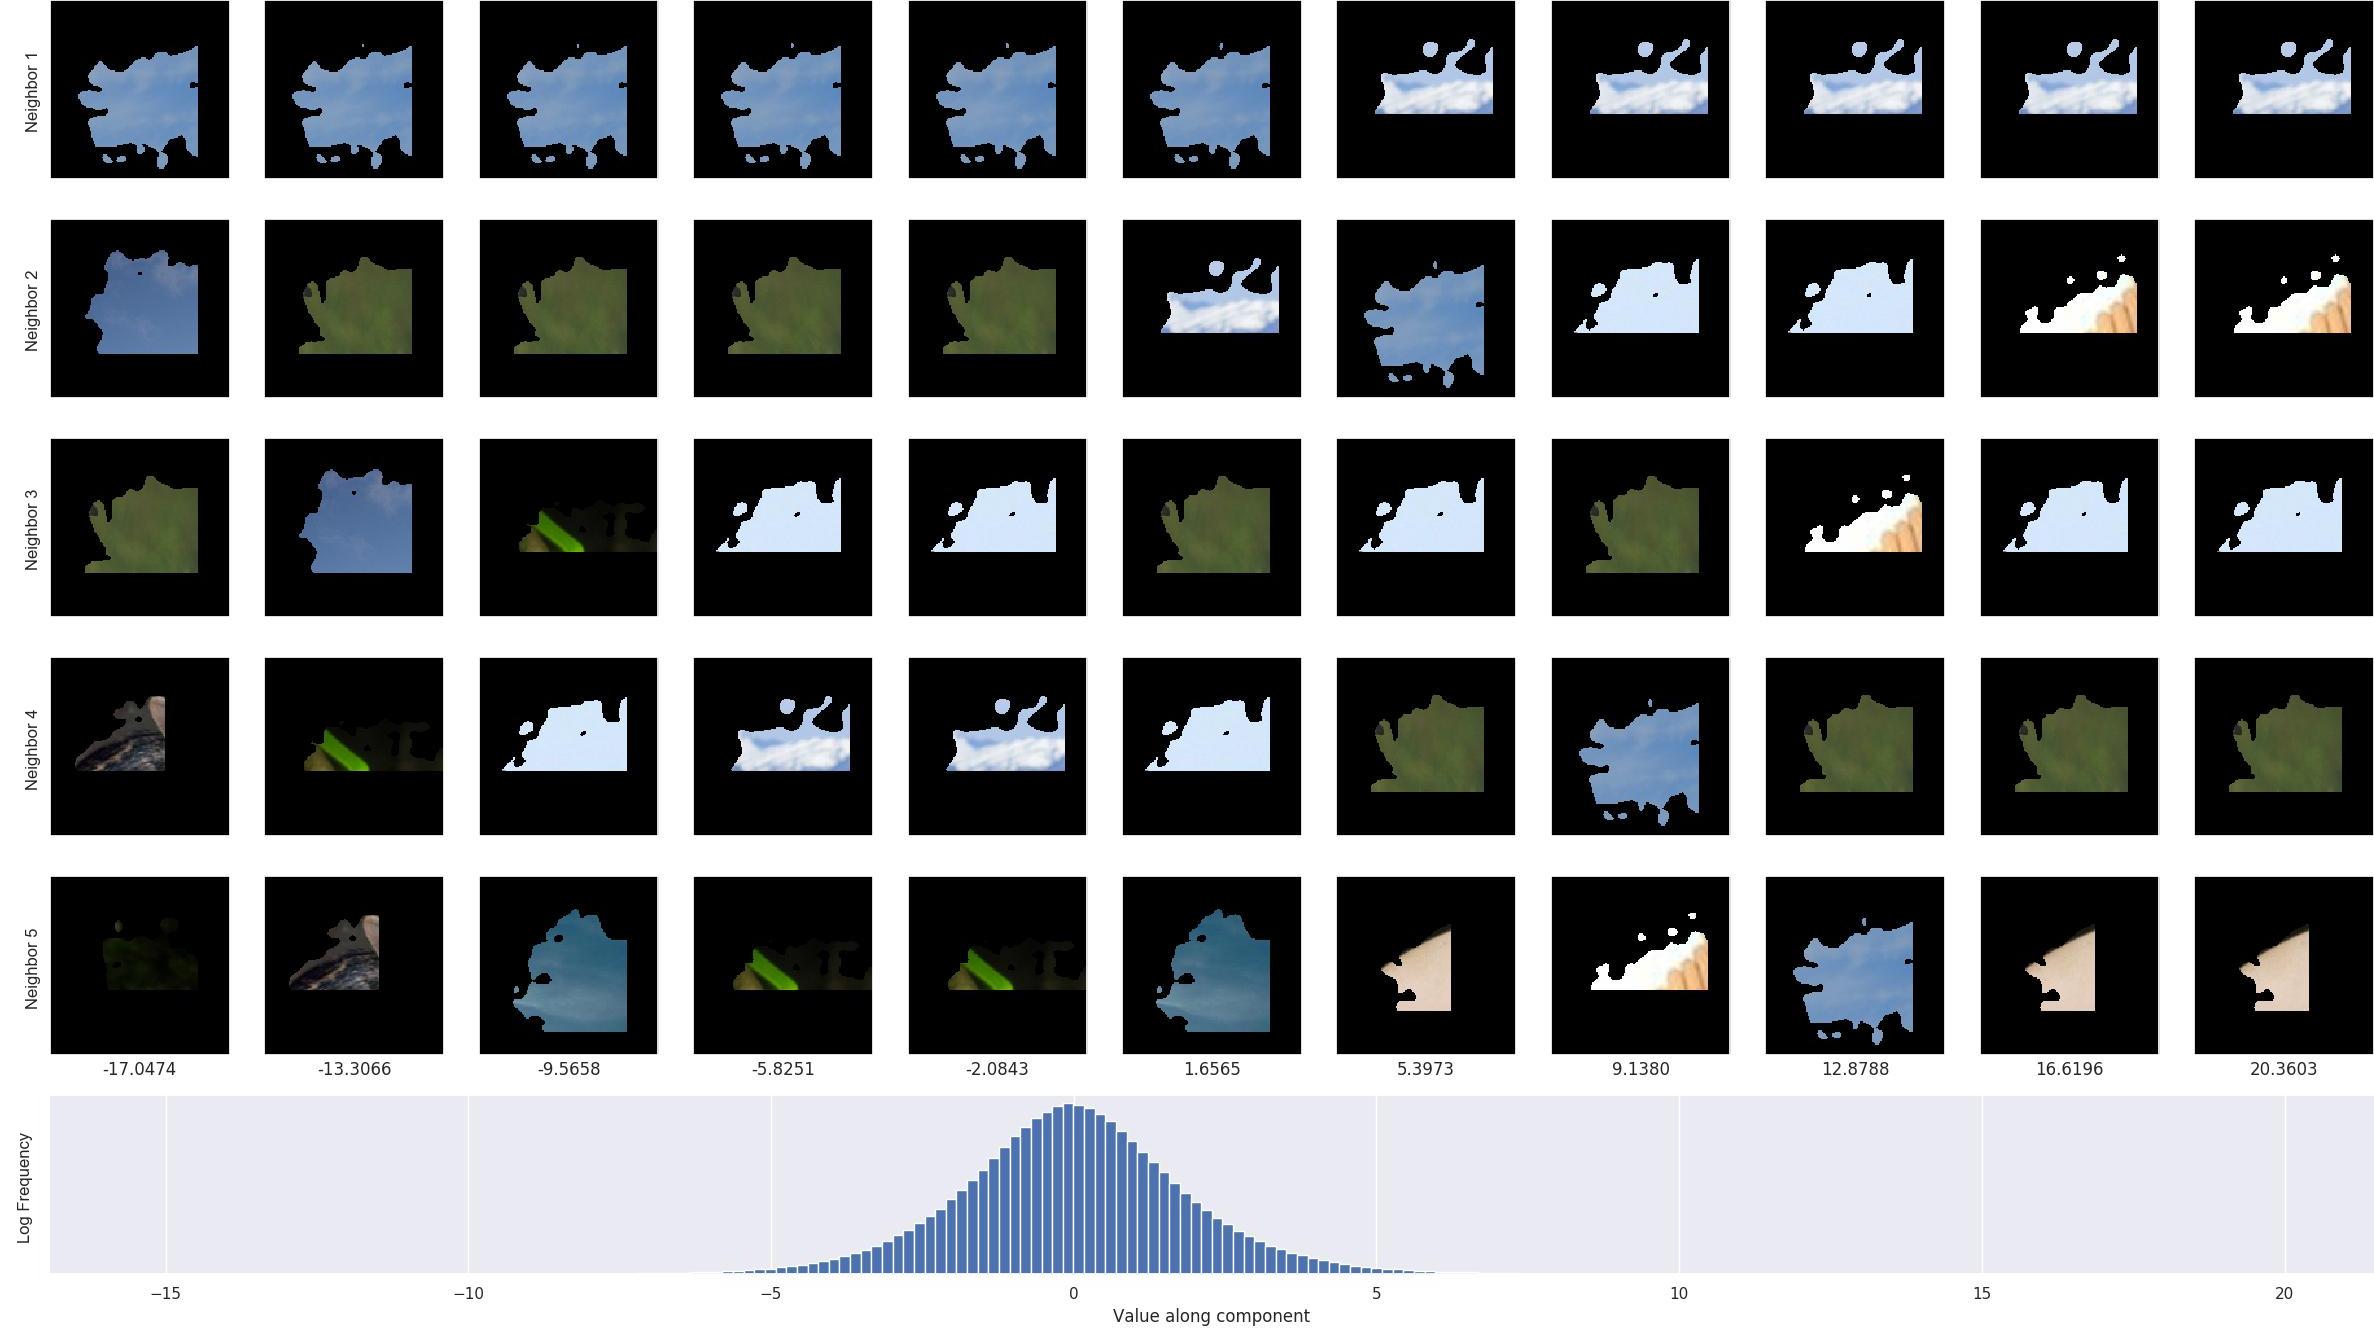 Neighbor 1
Neighbor 2
Neighbor 3
Neighbor 4
Neighbor 5
-17.0474 -13.3066 -9.5658 -5.8251 -2.0843 1.6565 5.3973 9.1380 12.8788 16.6196 20.3603
Log Frequency
−15 −10 −5 0 5 10 15 20
Value along component